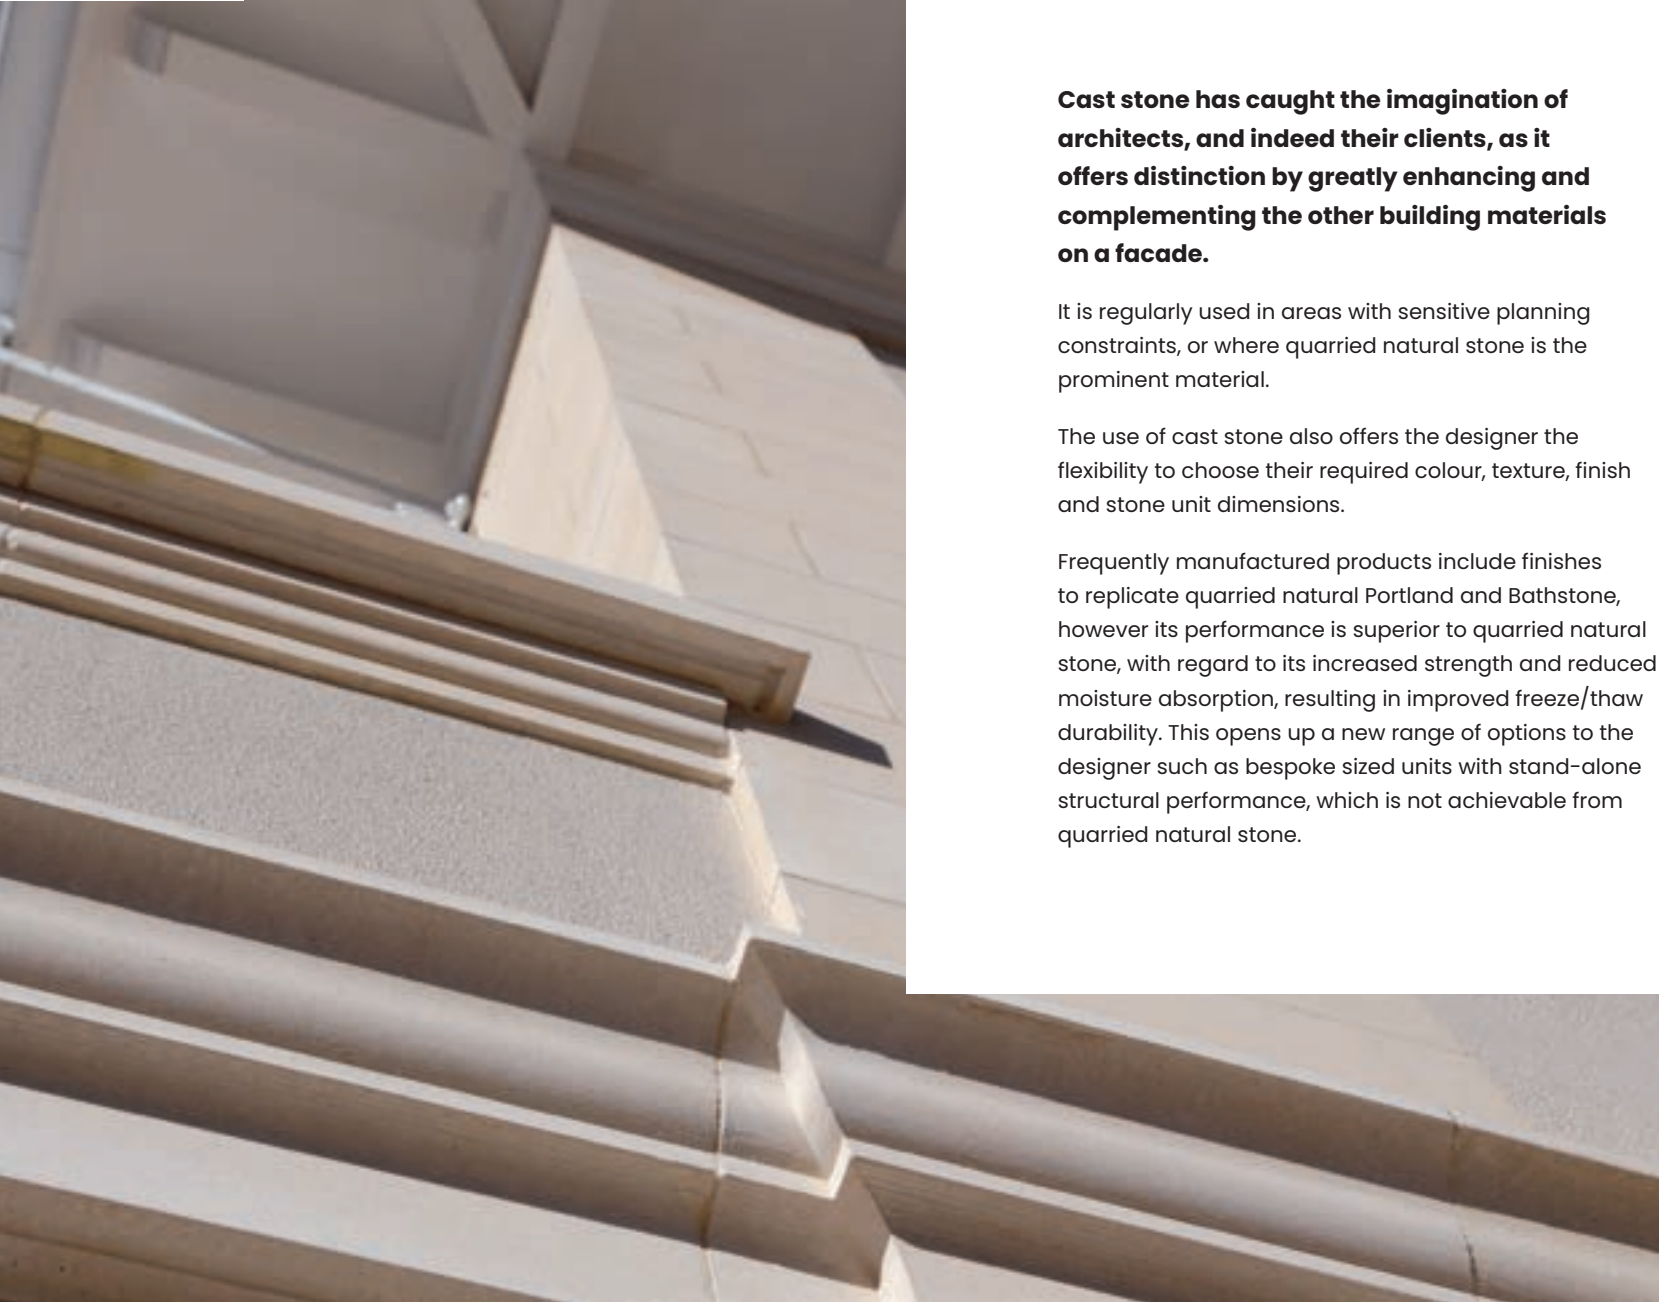 Cast stone has caught the imagination of
architects, and indeed their clients, as it
offers distinction by greatly enhancing and
complementing the other building materials
on a facade.
It is regularly used in areas with sensitive planning
constraints, or where quarried natural stone is the
prominent material.
The use of cast stone also offers the designer the
flexibility to choose their required colour, texture, finish
and stone unit dimensions.
Frequently manufactured products include finishes
to replicate quarried natural Portland and Bathstone,
however its performance is superior to quarried natural
stone, with regard to its increased strength and reduced
moisture absorption, resulting in improved freeze/thaw
durability. This opens up a new range of options to the
designer such as bespoke sized units with stand-alone
structural performance, which is not achievable from
quarried natural stone.